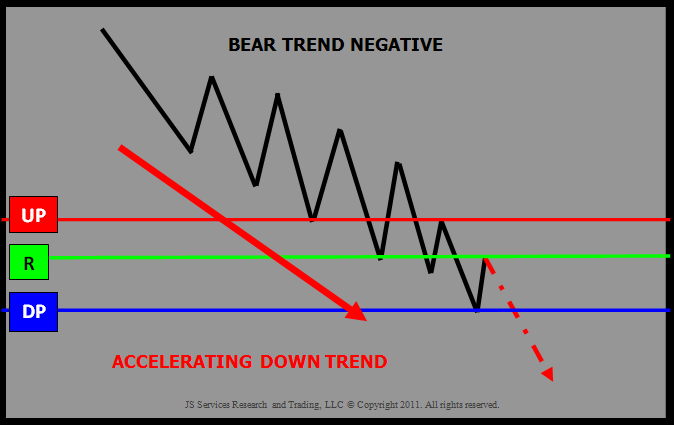 BEAR TREND NEGATIVE
UP
R
DP
ACCELERATING DOWN TREND
JS Services Research and Trading, LLC © Copyright 2011. All rights reserved.